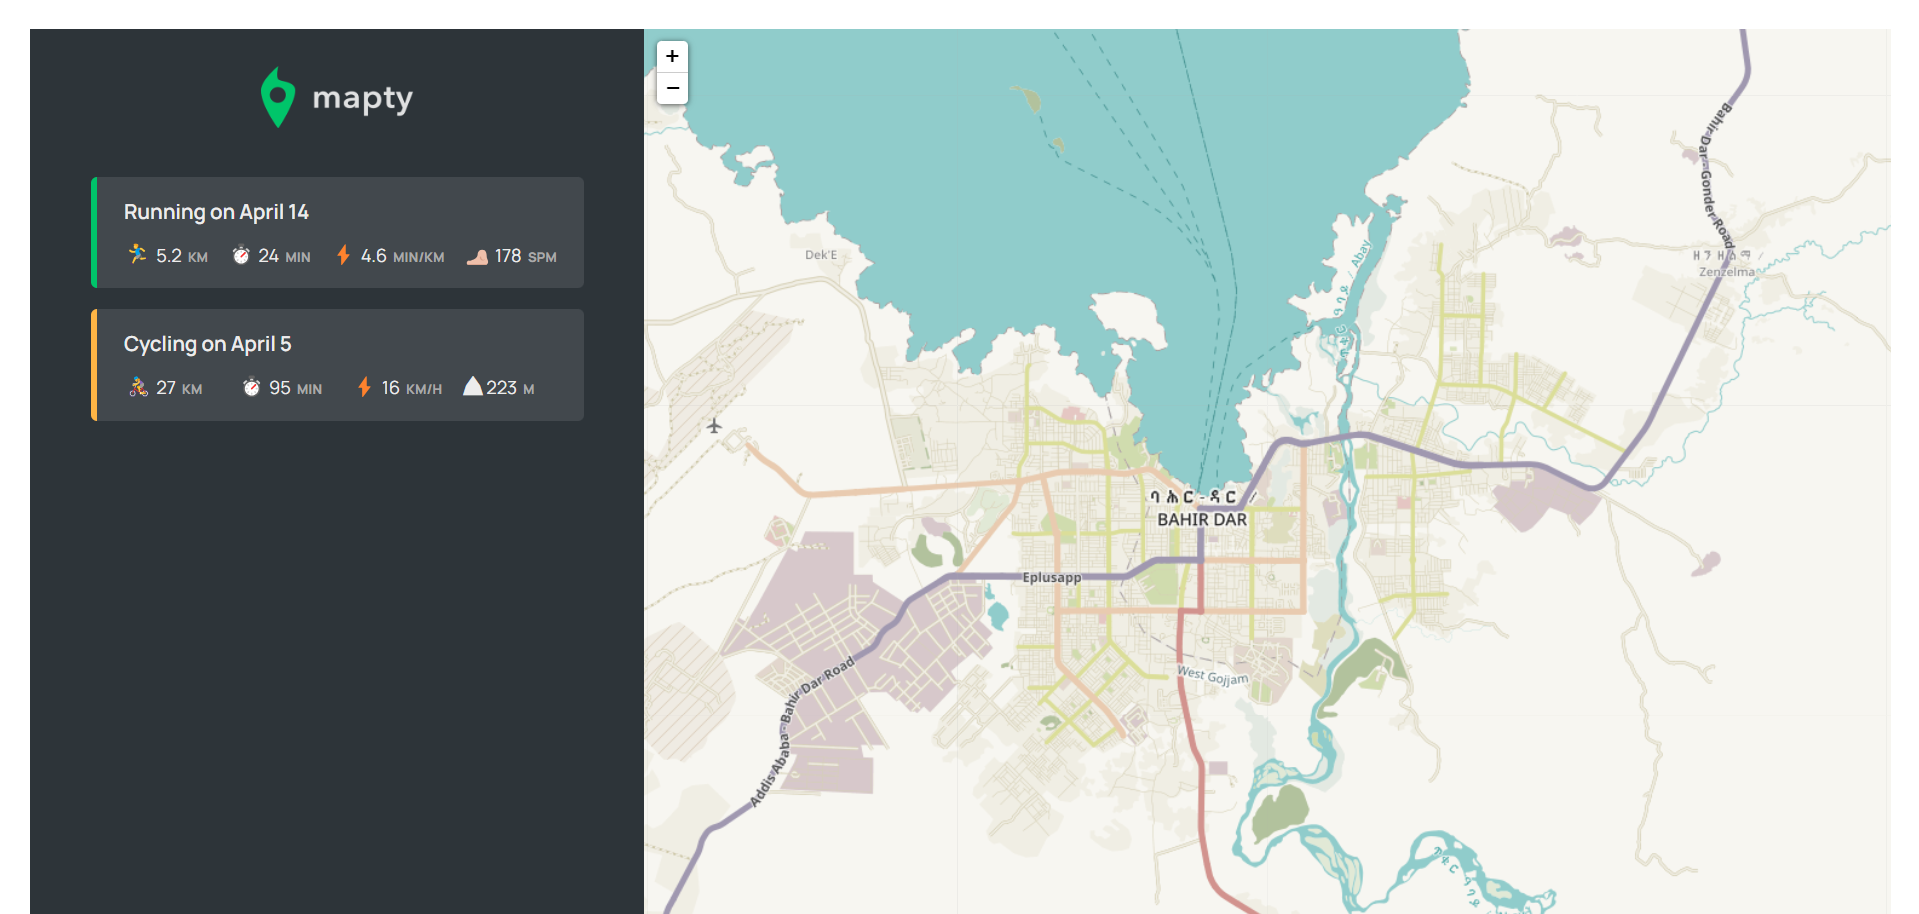 mapty
Running on April 14
5.2 KM
24 MIN
4.6 MIN/KM
178 SPM
Cycling on April 5
27 KM
95 MIN
16 KM/H
223 M
+
−
Bahir Dar - Gonder Road
Dek'E
Zenzelma
/ Abay
ባሕር-ዳር /
BAHIR DAR
Eplusapp
West Gojjam
Addis Ababa - Bahir Dar Road